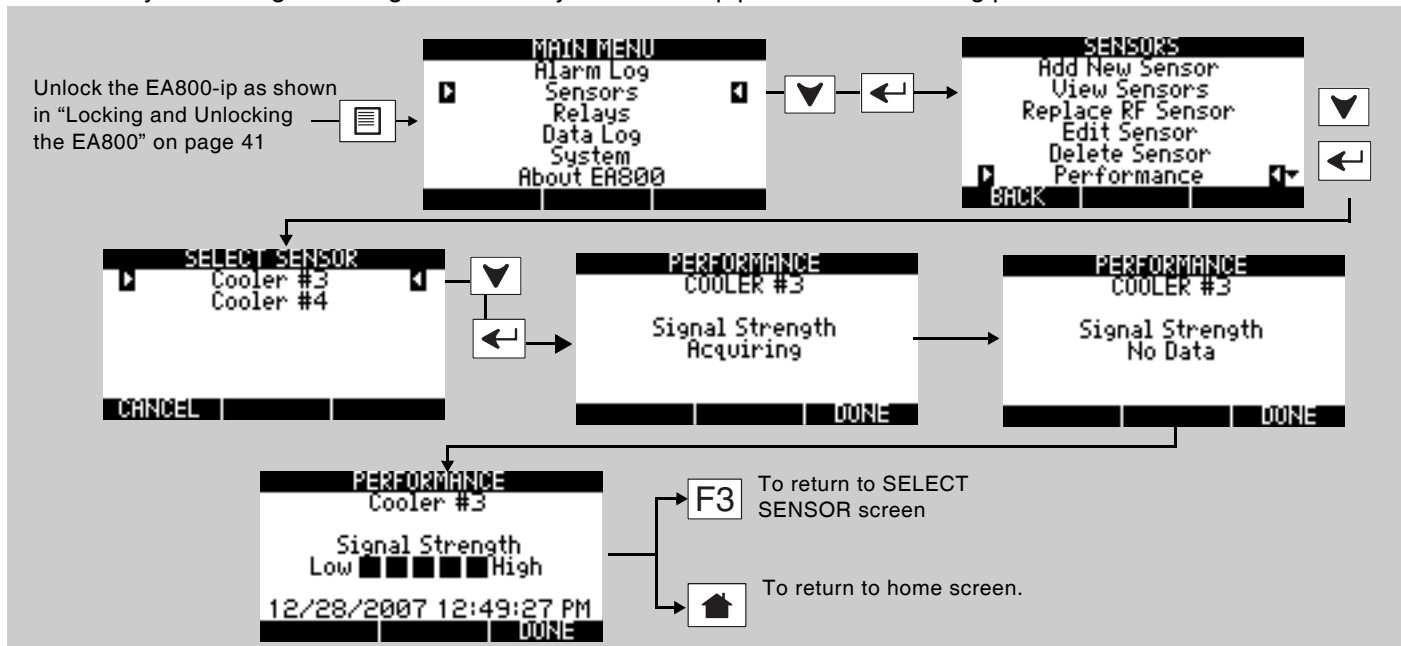 Unlock the EA800-ip as shown
in “Locking and Unlocking
the EA800” on page 41
MAIN MENU
Alarm Log
Sensors
Relays
Data Log
System
About EA800
SENSORS
Add New Sensor
View Sensors
Replace RF Sensor
Edit Sensor
Delete Sensor
Performance
BACK
SELECT SENSOR
Cooler #3
Cooler #4
CANCEL
PERFORMANCE
COOLER #3
Signal Strength
Acquiring
DONE
PERFORMANCE
COOLER #3
Signal Strength
No Data
DONE
PERFORMANCE
Cooler #3
Signal Strength
Low High
12/28/2007 12:49:27 PM
DONE
F3
To return to SELECT
SENSOR screen
To return to home screen.